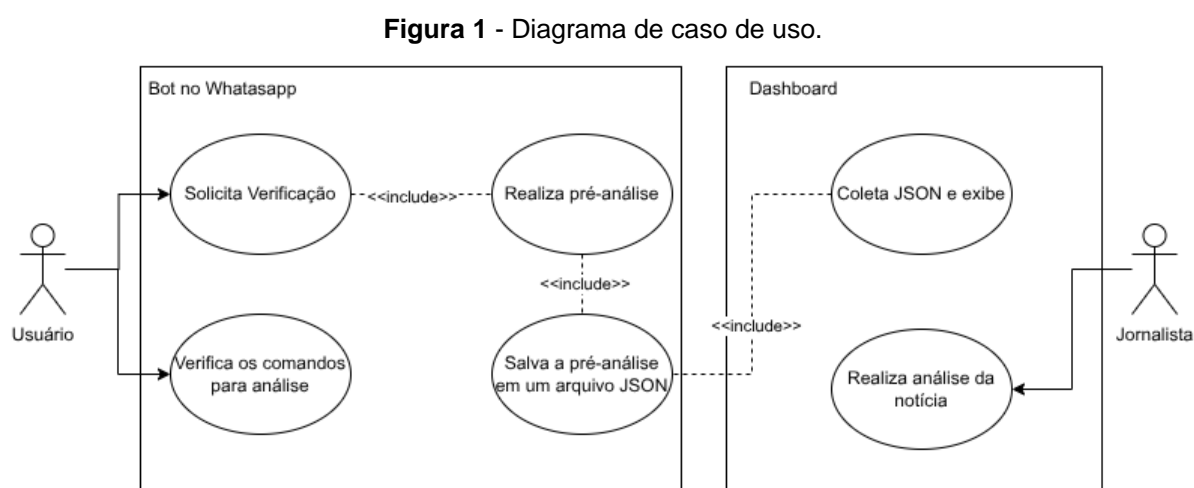 Figura 1 - Diagrama de caso de uso.
Bot no Whatasapp
Solicita Verificação
<<include>>
Realiza pré-análise
<<include>>
Verifica os comandos
para análise
Salva a pré-análise
em um arquivo JSON
Usuário
Dashboard
Coleta JSON e exibe
<<include>>
Realiza análise da
notícia
Jornalista